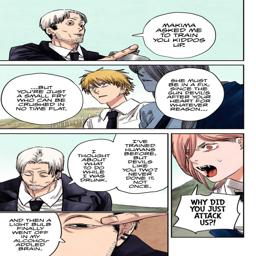 MAKIMA
ASKED ME
TO TRAIN
YOU KIDDOS
UP.
SHE MUST
BE IN A FIX,
SINCE THE
GUN DEVIL'S
AFTER YOUR
HEART FOR
WHATEVER
REASON...
...BUT
YOU'RE JUST
A SMALL FRY
WHO CAN BE
CRUSHED IN
NO TIME FLAT.
WHY DID
YOU JUST
ATTACK
US?!
I'VE
TRAINED
HUMANS
BEFORE,
BUT
DEVILS
LIKE
YOU TWO?
NEVER
DONE IT.
NOT
ONCE.
I
THOUGHT
ABOUT
WHAT
TO DO
WHILE
I WAS
DRUNK.
AND THEN A
LIGHT BULB
FINALLY
WENT OFF
IN MY
ALCOHOL-
ADDLED
BRAIN.